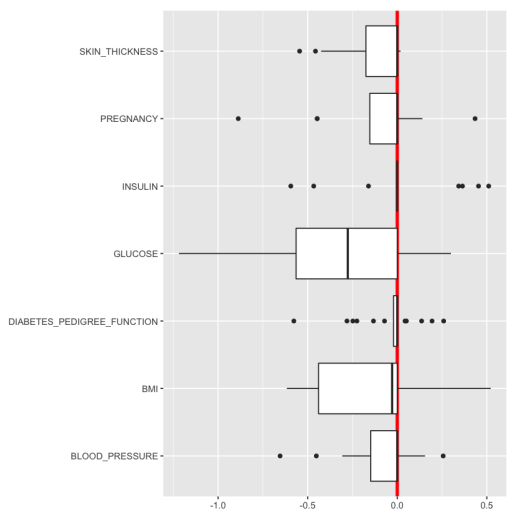 SKIN_THICKNESS
PREGNANCY
INSULIN
GLUCOSE
DIABETES_PEDIGREE_FUNCTION
BMI
BLOOD_PRESSURE
-1.0 -0.5 0.0 0.5